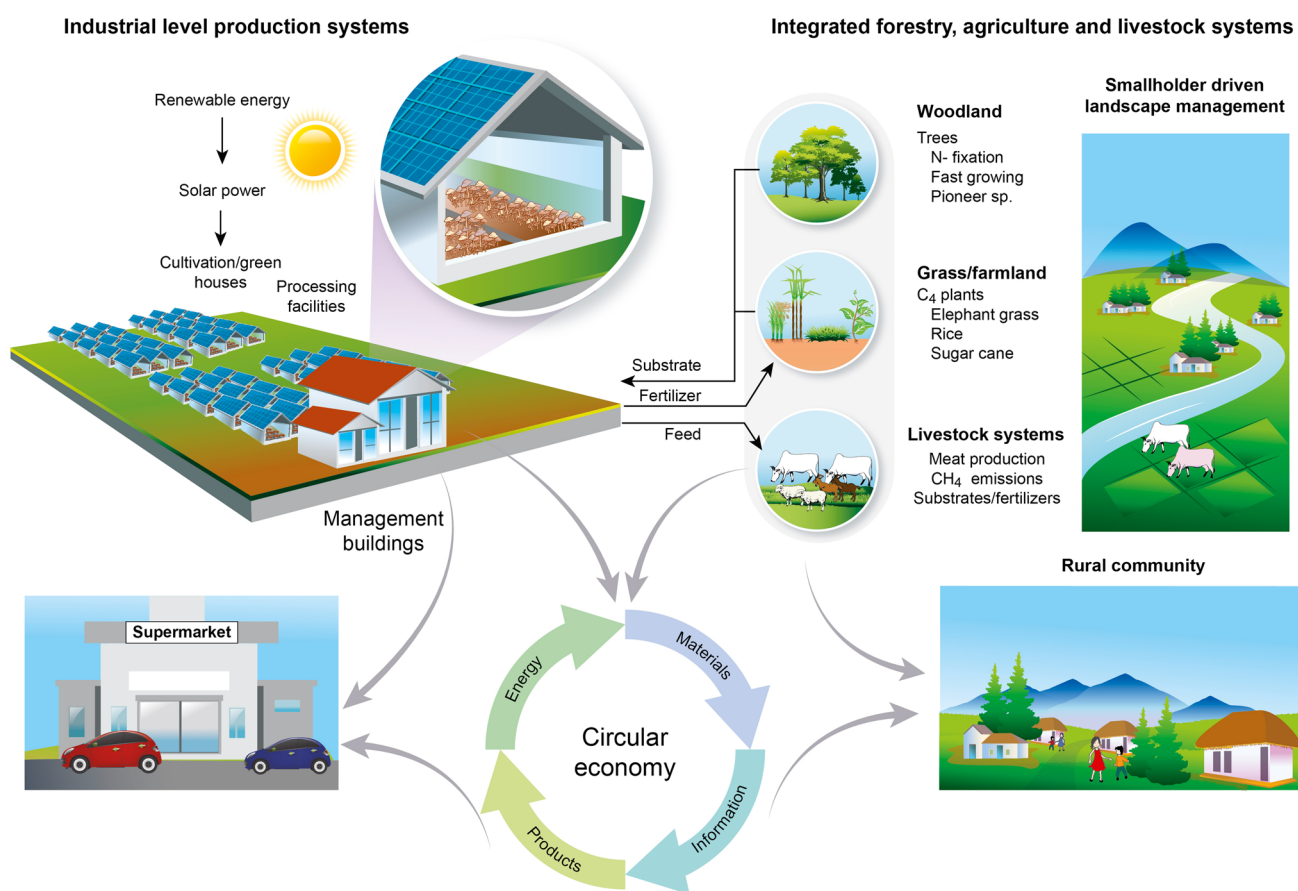 Industrial level production systems
Integrated forestry, agriculture and livestock systems
Renewable energy
Solar power
Cultivation/green
houses
Processing
facilities
Management
buildings
Substrate
Fertilizer
Feed
Woodland
Trees
N- fixation
Fast growing
Pioneer sp.
Grass/farmland
C₄ plants
Elephant grass
Rice
Sugar cane
Livestock systems
Meat production
CH₄ emissions
Substrates/fertilizers
Smallholder driven
landscape management
Supermarket
Energy
Materials
Circular
economy
Products
Information
Rural community